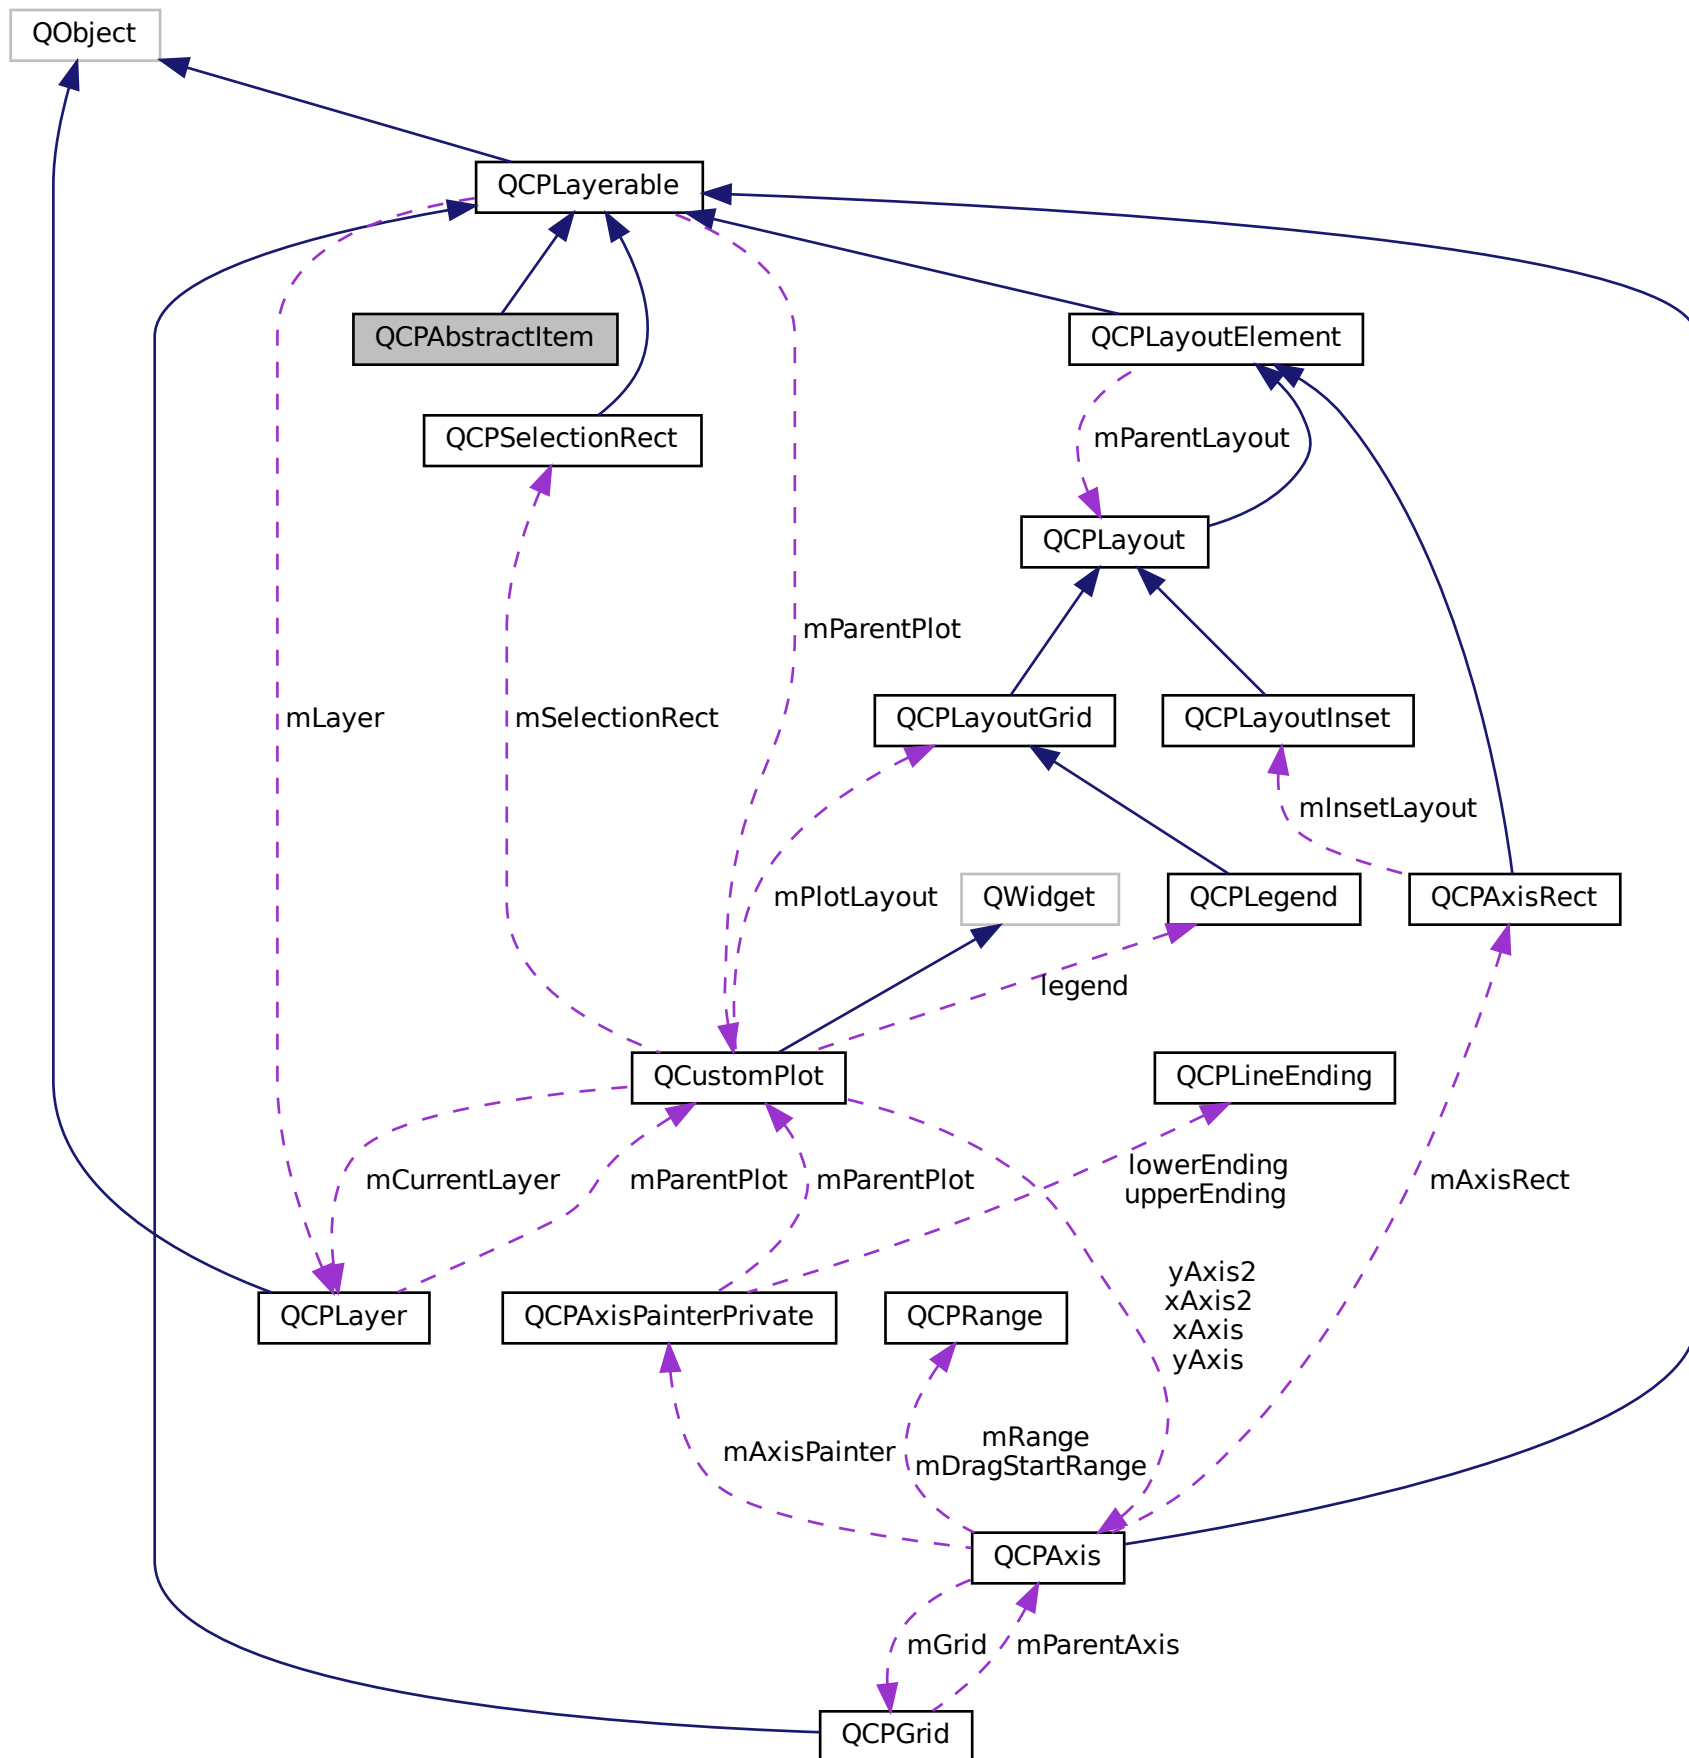 QObject
QCPLayerable
QCPAbstractItem
QCPLayoutElement
QCPSelectionRect
mParentLayout
QCPLayout
mParentPlot
mLayer
mSelectionRect
QCPLayoutGrid
QCPLayoutInset
mInsetLayout
mPlotLayout
QWidget
QCPLegend
QCPAxisRect
legend
QCustomPlot
QCPLineEnding
mCurrentLayer
mParentPlot
mParentPlot
lowerEnding
upperEnding
mAxisRect
yAxis2
xAxis2
xAxis
yAxis
QCPLayer
QCPAxisPainterPrivate
QCPRange
mAxisPainter
mRange
mDragStartRange
QCPAxis
mGrid
mParentAxis
QCPGrid